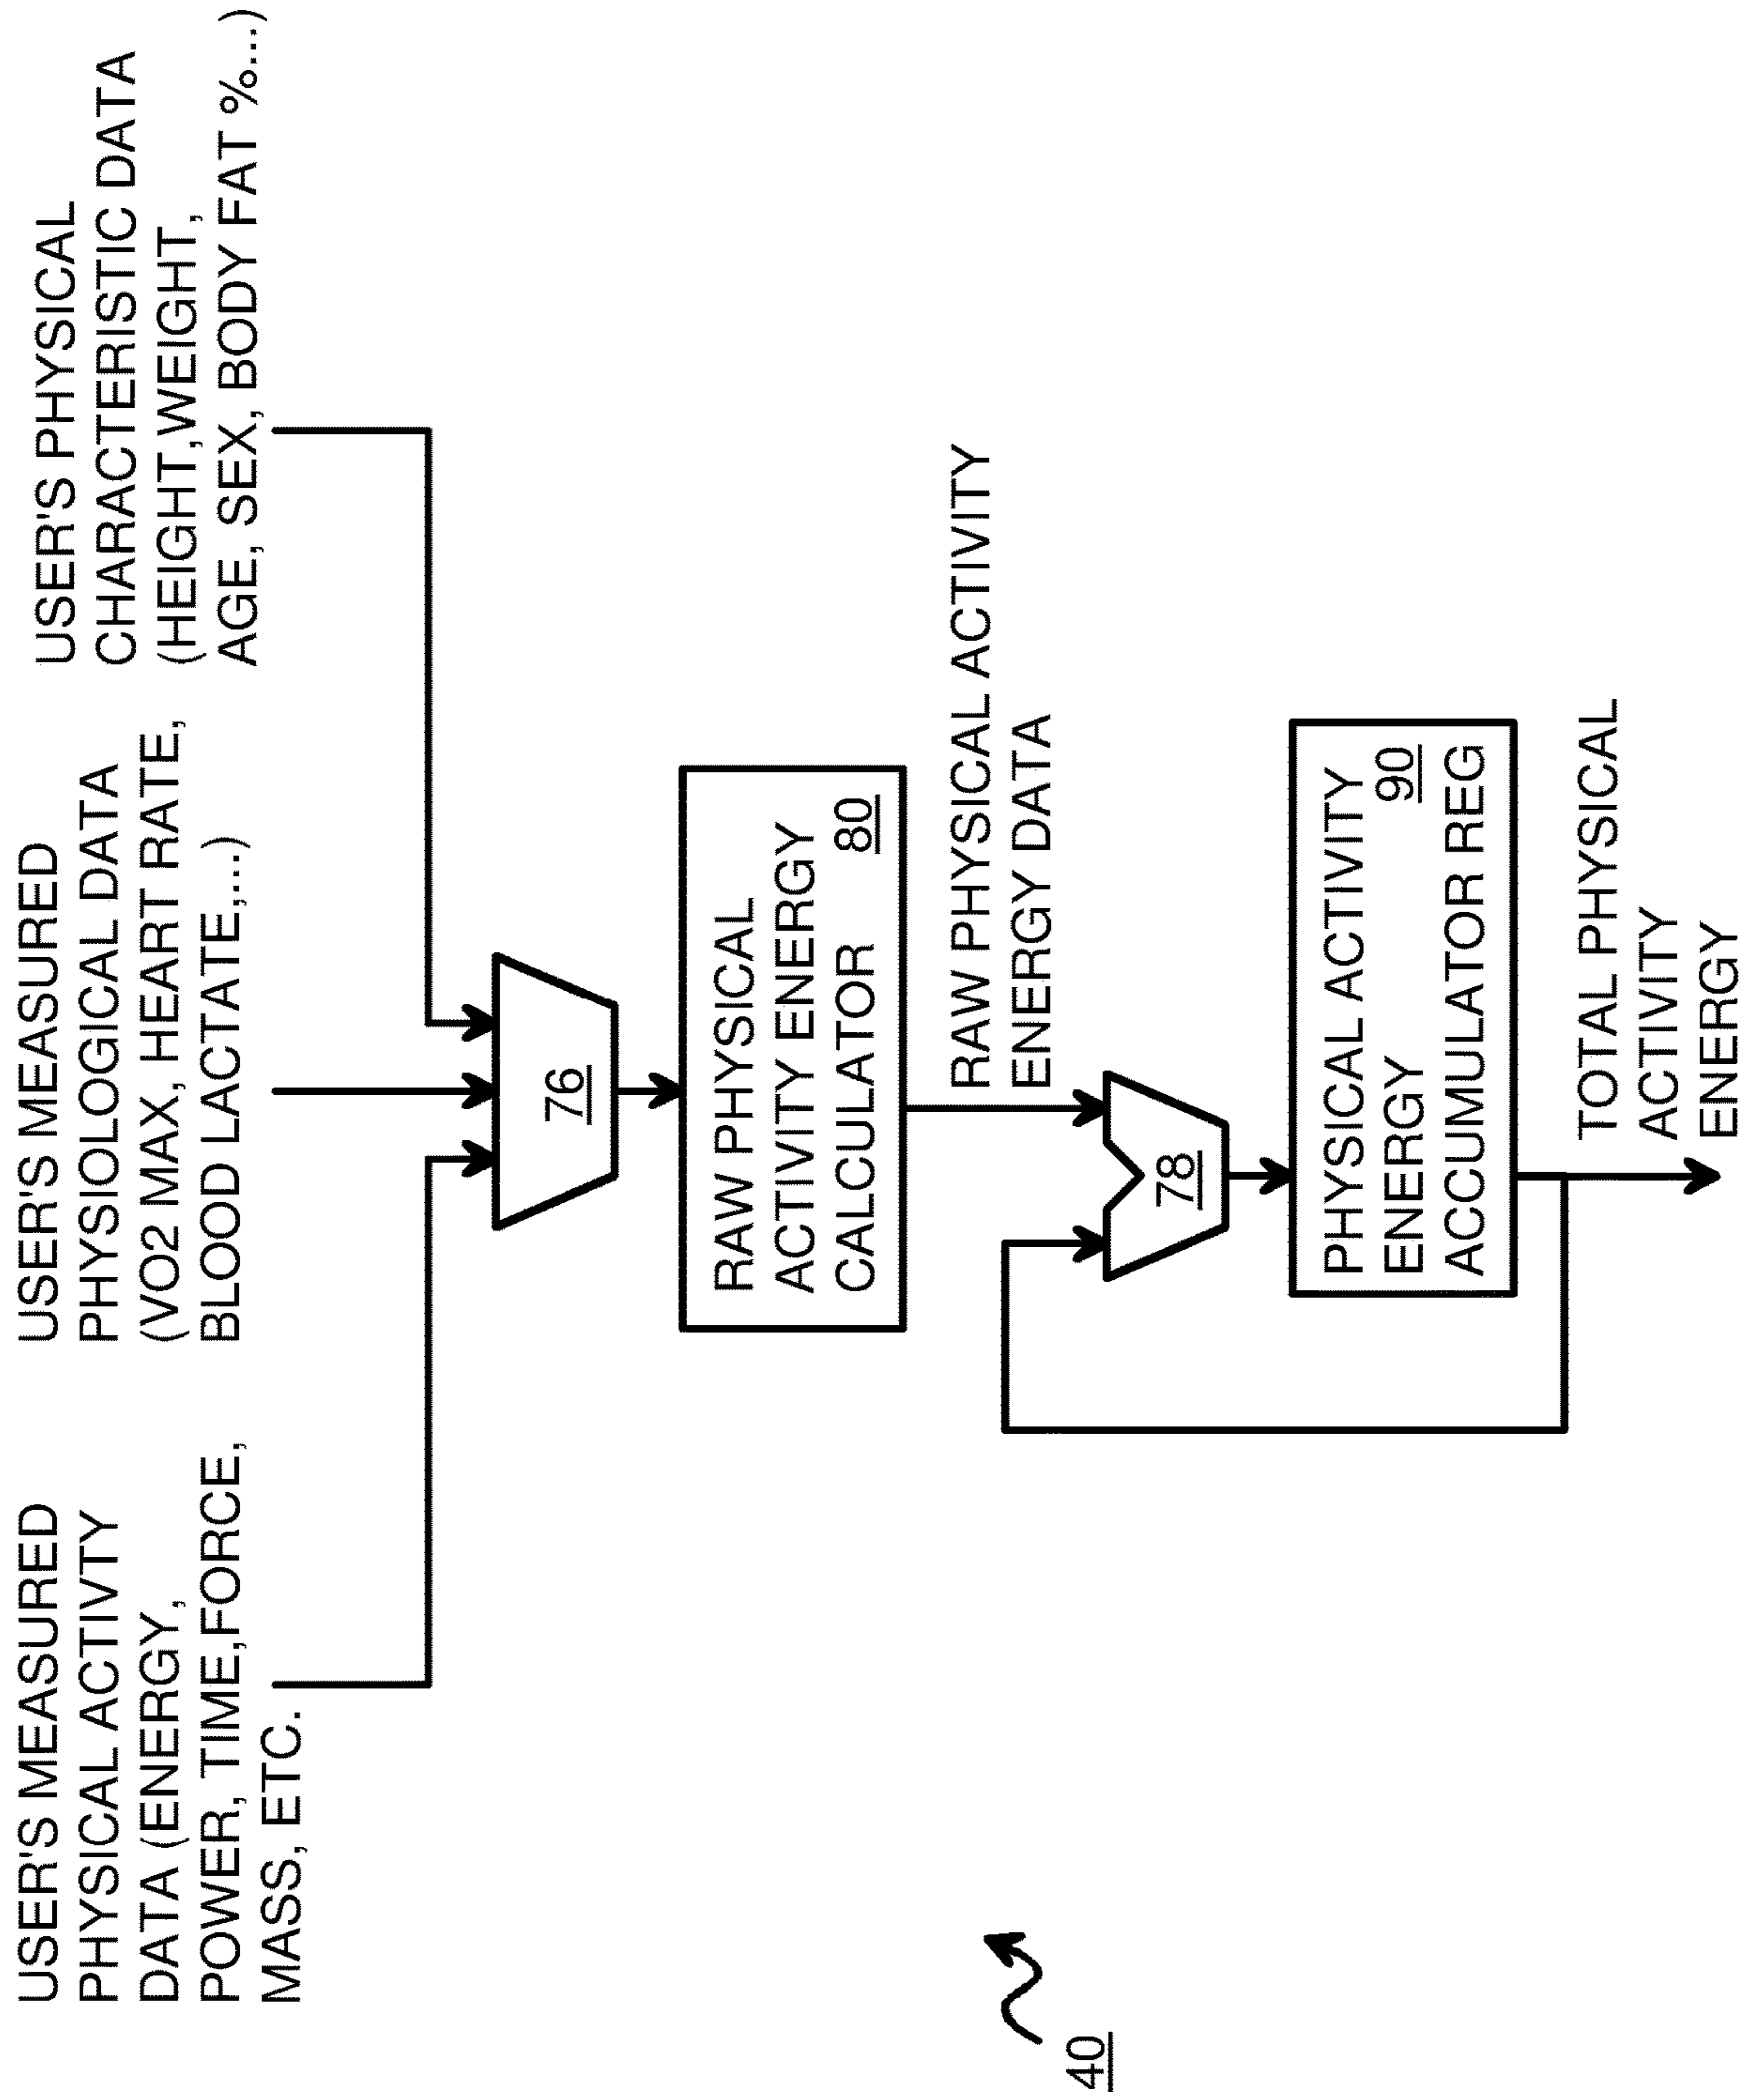 USER'S MEASURED
PHYSICAL ACTIVTY
DATA (ENERGY,
POWER, TIME,FORCE,
MASS, ETC.
USER'S MEASURED
PHYSIOLOGICAL DATA
(VO2 MAX, HEART RATE,
BLOOD LACTATE,...)
USER'S PHYSICAL
CHARACTERISTIC DATA
(HEIGHT,WEIGHT,
AGE, SEX, BODY FAT %...)
76
RAW PHYSICAL
ACTIVITY ENERGY
CALCULATOR 80
RAW PHYSICAL ACTIVITY
ENERGY DATA
78
PHYSICAL ACTIVITY
ENERGY 90
ACCUMULATOR REG
TOTAL PHYSICAL
ACTIVITY
ENERGY
40